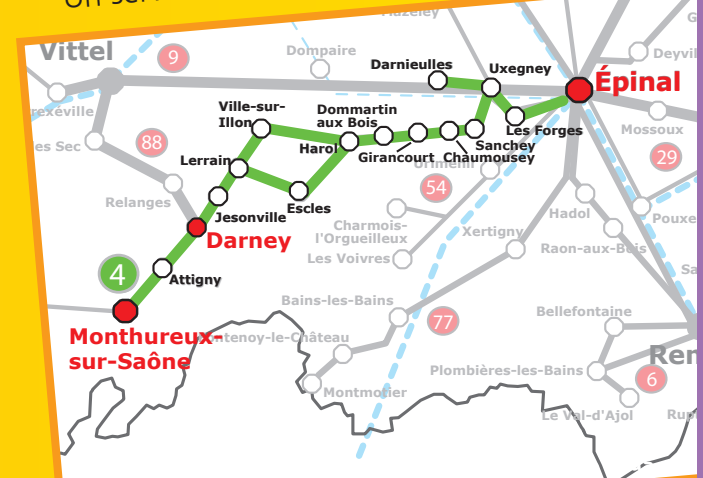 Vittel
9
Dompaire
Darnieulles
Uxegney
Épinal
Ville-sur-
Illon
Dommartin
aux Bois
Les Forges
Mossoux
88
Harol
Sanchey
Girancourt
Chaumousey
29
Lerrain
54
Relanges
Escles
Jesonville
Charmois-
l'Orgueilleux
Hadol
Darney
Xertigny
Raon-aux-Bois
Les Voivres
4
Attigny
Bains-les-Bains
Bellefontaine
77
Monthureux-
sur-Saône
Plombières-les-Bains
6
Montmotier
Le Val-d'Ajol